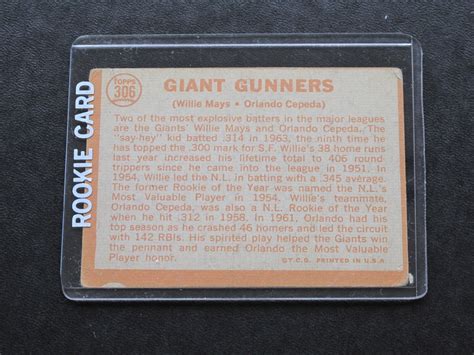 TOPPS
306
GIANT GUNNERS
(Willie Mays • Orlando Cepeda)
Two of the most explosive batters in the major leagues
are the Giants' Willie Mays and Orlando Cepeda. The
"say-hey" kid batted .314 in 1963, the ninth time he
has topped the .300 mark for S.F. Willie's 38 home runs
last year increased his lifetime total to 406 round
trippers since he came into the league in 1951. In
1954, Willie led the N.L. in batting with a .345 average.
The former Rookie of the Year was named the N.L.'s
Most Valuable Player in 1954. Willie's teammate,
Orlando Cepeda, was also a N.L. Rookie of the Year
when he hit .312 in 1958. In 1961, Orlando had his
top season as he crashed 46 homers and led the circuit
with 142 RBIs. His spirited play helped the Giants win
the pennant and earned Orlando the Most Valuable
Player honor.
©T.C.G. PRINTED IN U.S.A
ROOKIE CARD